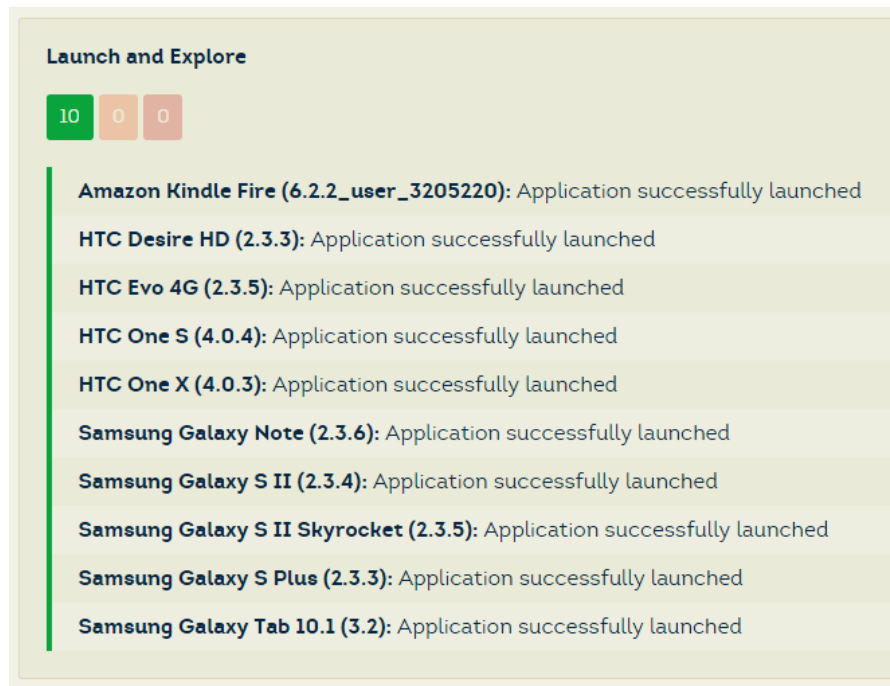 Launch and Explore
10 0 0
Amazon Kindle Fire (6.2.2_user_3205220): Application successfully launched
HTC Desire HD (2.3.3): Application successfully launched
HTC Evo 4G (2.3.5): Application successfully launched
HTC One S (4.0.4): Application successfully launched
HTC One X (4.0.3): Application successfully launched
Samsung Galaxy Note (2.3.6): Application successfully launched
Samsung Galaxy S II (2.3.4): Application successfully launched
Samsung Galaxy S II Skyrocket (2.3.5): Application successfully launched
Samsung Galaxy S Plus (2.3.3): Application successfully launched
Samsung Galaxy Tab 10.1 (3.2): Application successfully launched